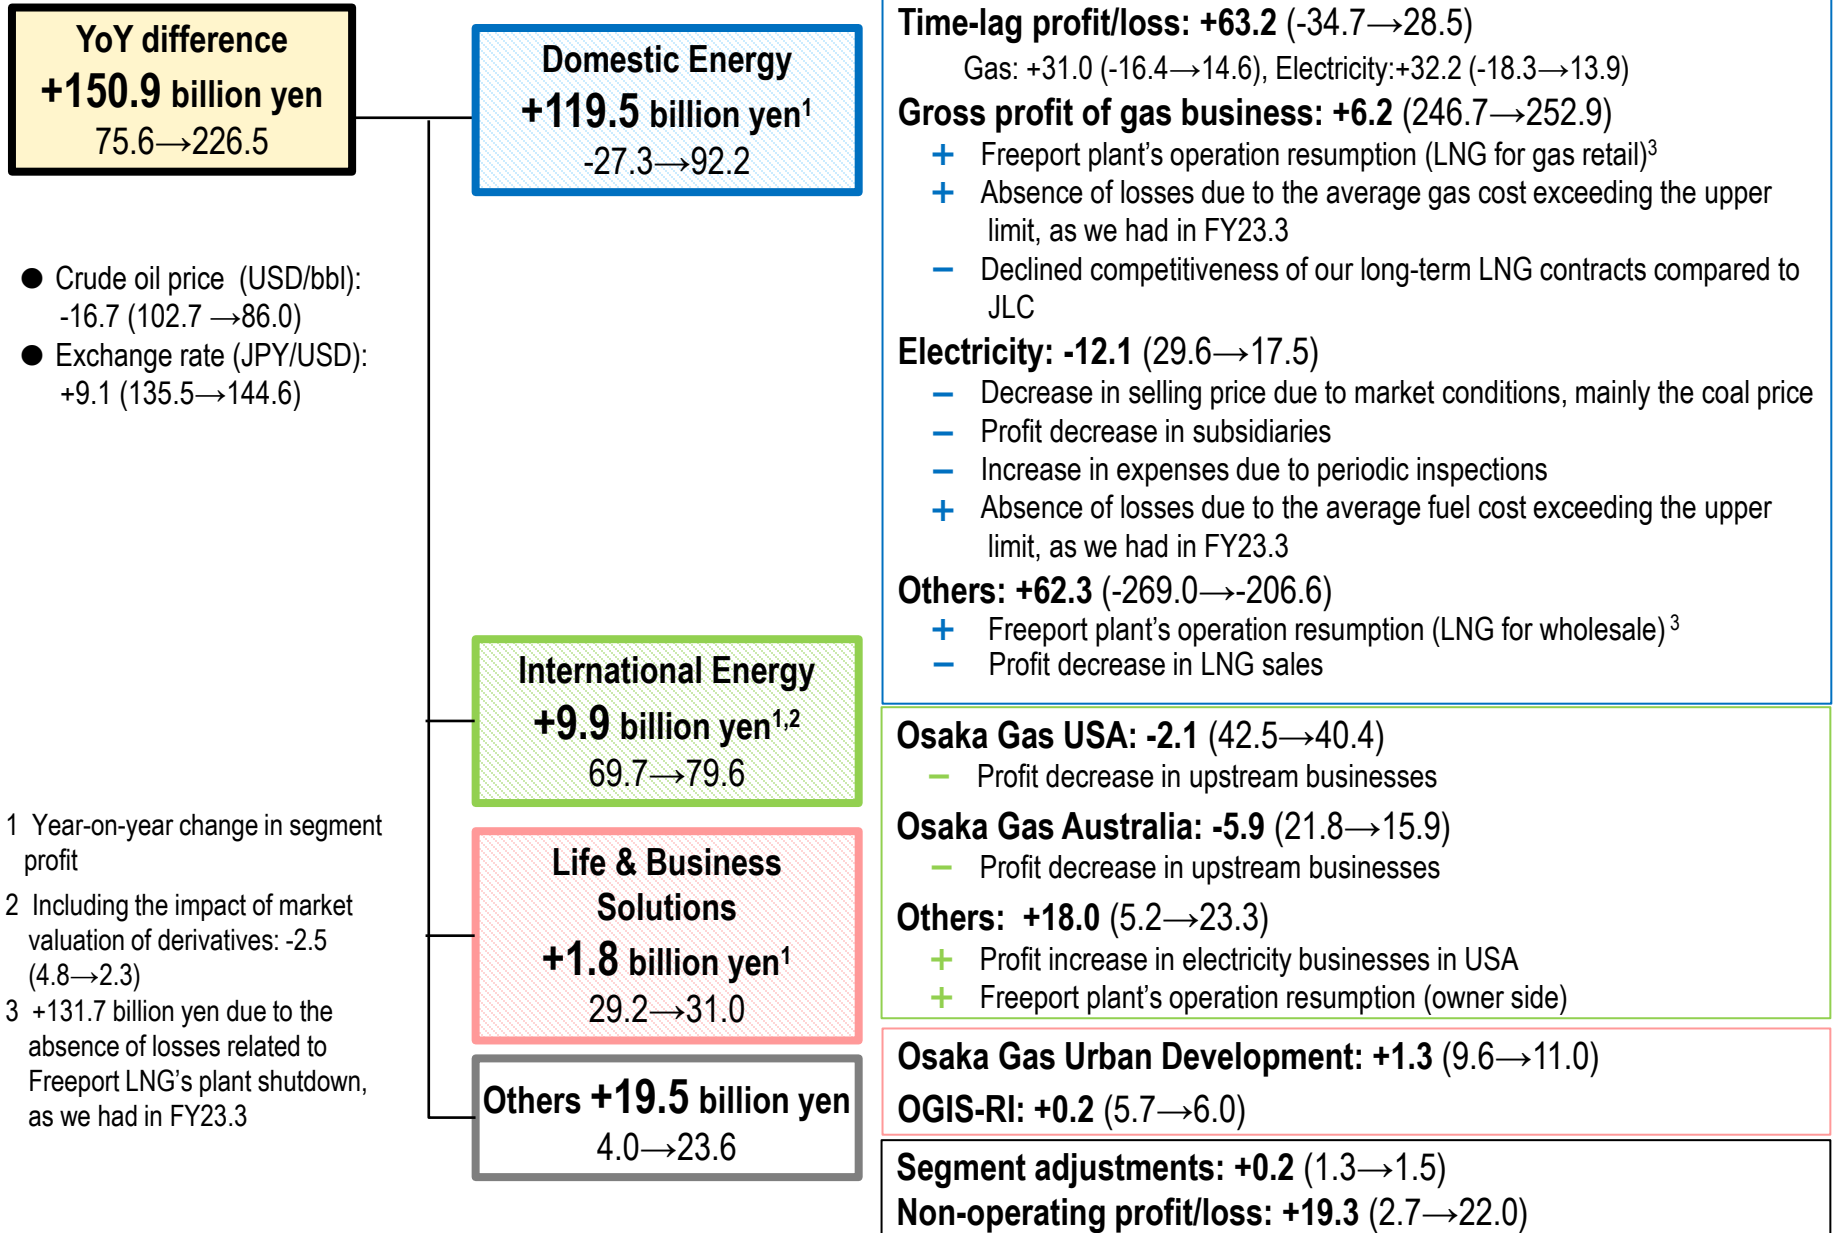 YoY difference
+150.9 billion yen
75.6→226.5
● Crude oil price (USD/bbl):
-16.7 (102.7 →86.0)
● Exchange rate (JPY/USD):
+9.1 (135.5→144.6)
1 Year-on-year change in segment
profit
2 Including the impact of market
valuation of derivatives: -2.5
(4.8→2.3)
3 +131.7 billion yen due to the
absence of losses related to
Freeport LNG's plant shutdown,
as we had in FY23.3
Domestic Energy
+119.5 billion yen1
-27.3→92.2
International Energy
+9.9 billion yen1,2
69.7→79.6
Life & Business
Solutions
+1.8 billion yen1
29.2→31.0
Others +19.5 billion yen
4.0→23.6
Time-lag profit/loss: +63.2 (-34.7→28.5)
Gas: +31.0 (-16.4→14.6), Electricity:+32.2 (-18.3→13.9)
Gross profit of gas business: +6.2 (246.7→252.9)
+ Freeport plant's operation resumption (LNG for gas retail)3
+ Absence of losses due to the average gas cost exceeding the upper
limit, as we had in FY23.3
− Declined competitiveness of our long-term LNG contracts compared to
JLC
Electricity: -12.1 (29.6→17.5)
− Decrease in selling price due to market conditions, mainly the coal price
− Profit decrease in subsidiaries
− Increase in expenses due to periodic inspections
+ Absence of losses due to the average fuel cost exceeding the upper
limit, as we had in FY23.3
Others: +62.3 (-269.0→-206.6)
+ Freeport plant's operation resumption (LNG for wholesale) 3
− Profit decrease in LNG sales
Osaka Gas USA: -2.1 (42.5→40.4)
− Profit decrease in upstream businesses
Osaka Gas Australia: -5.9 (21.8→15.9)
− Profit decrease in upstream businesses
Others: +18.0 (5.2→23.3)
+ Profit increase in electricity businesses in USA
+ Freeport plant's operation resumption (owner side)
Osaka Gas Urban Development: +1.3 (9.6→11.0)
OGIS-RI: +0.2 (5.7→6.0)
Segment adjustments: +0.2 (1.3→1.5)
Non-operating profit/loss: +19.3 (2.7→22.0)